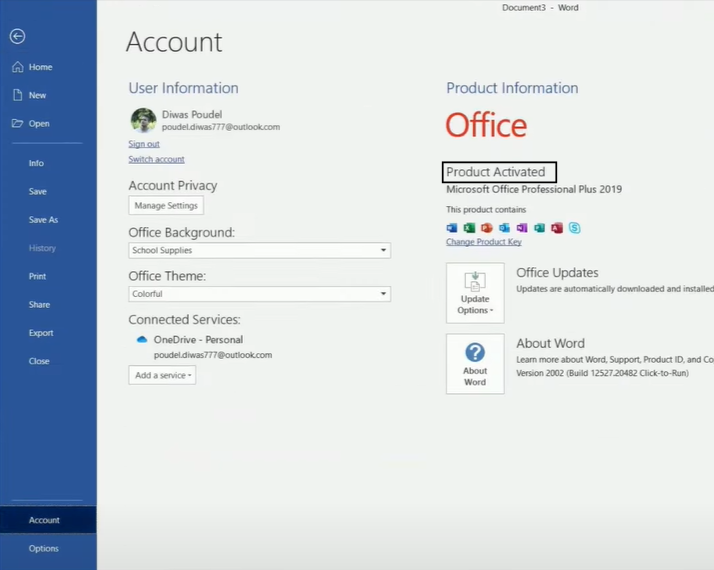 Document3 - Word
Account
Home
New
Open
Info
Save
Save As
History
Print
Share
Export
Close
Account
Options
User Information
Diwas Poudel
poudel.diwas777@outlook.com
Sign out
Switch account
Account Privacy
Manage Settings
Office Background:
School Supplies
Office Theme:
Colorful
Connected Services:
OneDrive - Personal
poudel.diwas777@outlook.com
Add a service
Product Information
Office
Product Activated
Microsoft Office Professional Plus 2019
This product contains
Change Product Key
Update
Options
Office Updates
Updates are automatically downloaded and installed
About
Word
About Word
Learn more about Word, Support, Product ID, and Co
Version 2002 (Build 12527.20482 Click-to-Run)